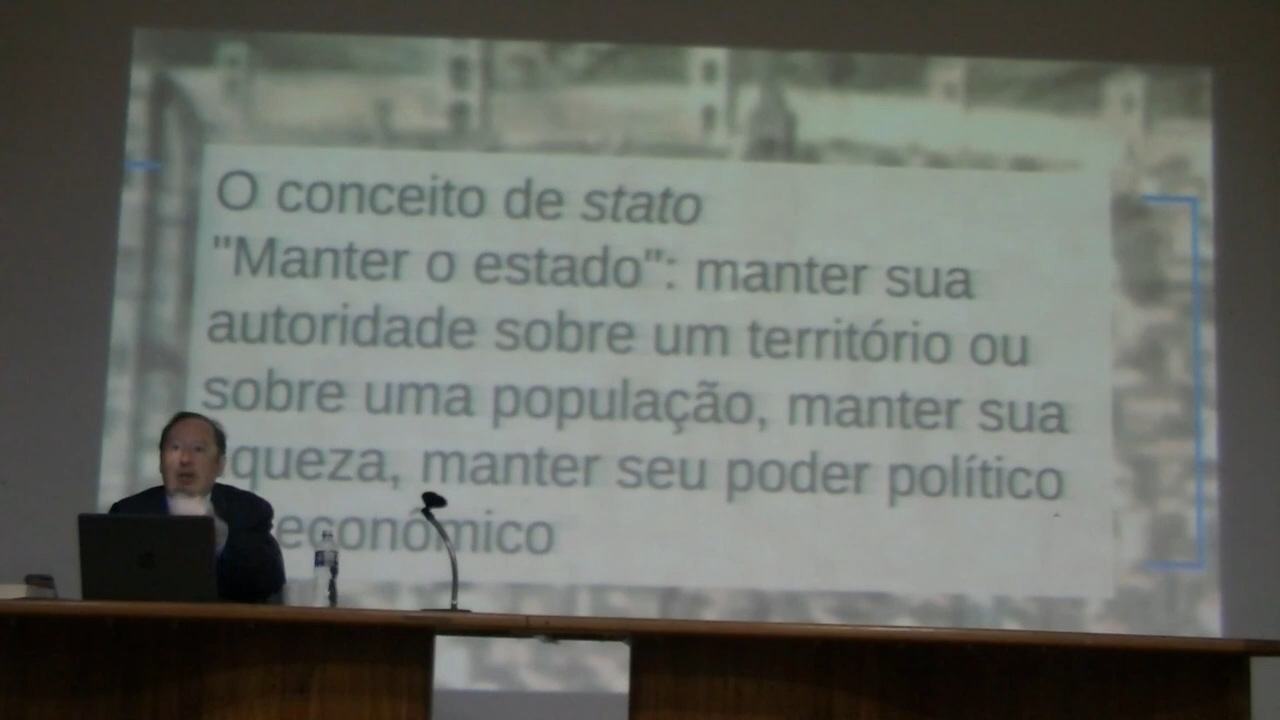 O conceito de stato
"Manter o estado": manter sua
autoridade sobre um território ou
sobre uma população, manter sua
queza, manter seu poder político
econômico